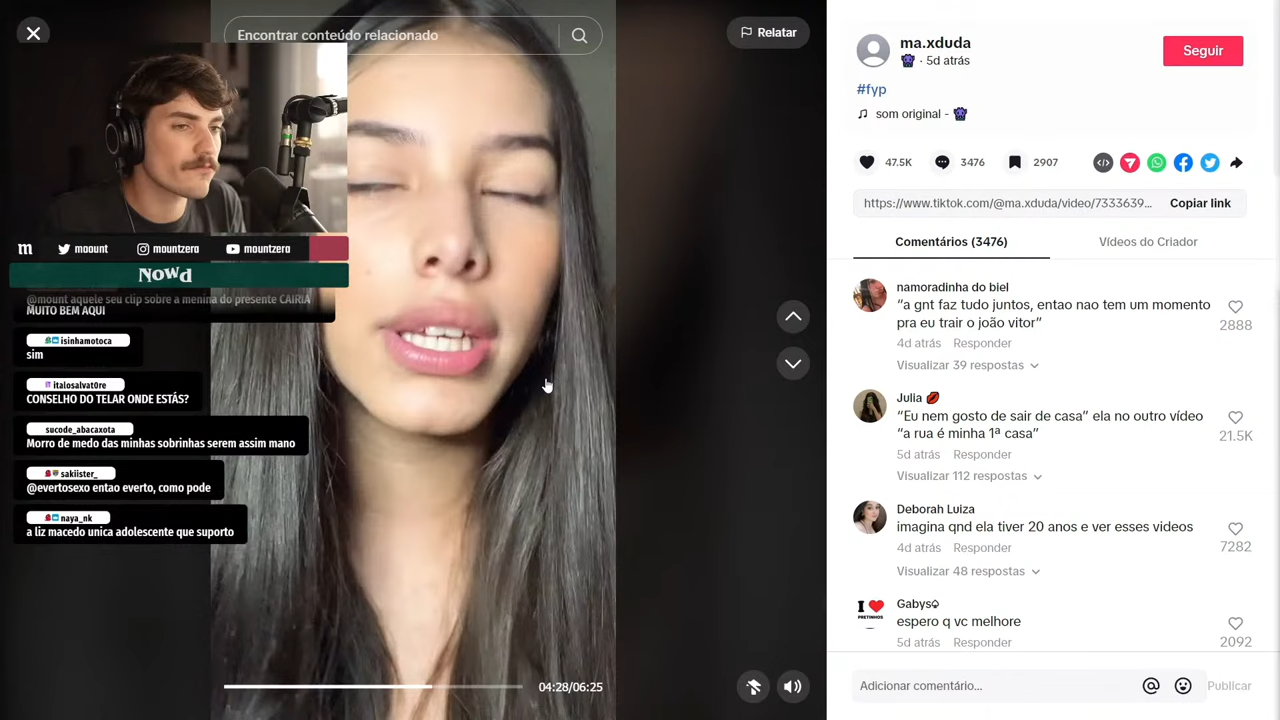 Encontrar conteúdo relacionado
Relatar
m
moount
mountzera
mountzera
Nowd
@mount aquele seu clip sobre a menina do presente CAIRIA
MUITO BEM AQUI
isinhamotoca
sim
italosalvat0re
CONSELHO DO TELAR ONDE ESTÁS?
sucode_abacaxota
Morro de medo das minhas sobrinhas serem assim mano
sakiister_
@evertosexo entao everto, como pode
naya_nk
a liz macedo unica adolescente que suporto
04:28/06:25
ma.xduda
· 5d atrás
Seguir
#fyp
som original -
47.5K
3476
2907
https://www.tiktok.com/@ma.xduda/video/7333639...
Copiar link
Comentários (3476)
Vídeos do Criador
namoradinha do biel
“a gnt faz tudo juntos, entao nao tem um momento
pra eu trair o joão vitor”
2888
4d atrás
Responder
Visualizar 39 respostas
Julia 💋
“Eu nem gosto de sair de casa” ela no outro vídeo
“a rua é minha 1ª casa”
21.5K
5d atrás
Responder
Visualizar 112 respostas
Deborah Luiza
imagina qnd ela tiver 20 anos e ver esses videos
7282
4d atrás
Responder
Visualizar 48 respostas
I ❤ PRETINHOS
Gabys♤
espero q vc melhore
2092
5d atrás
Responder
Adicionar comentário...
Publicar